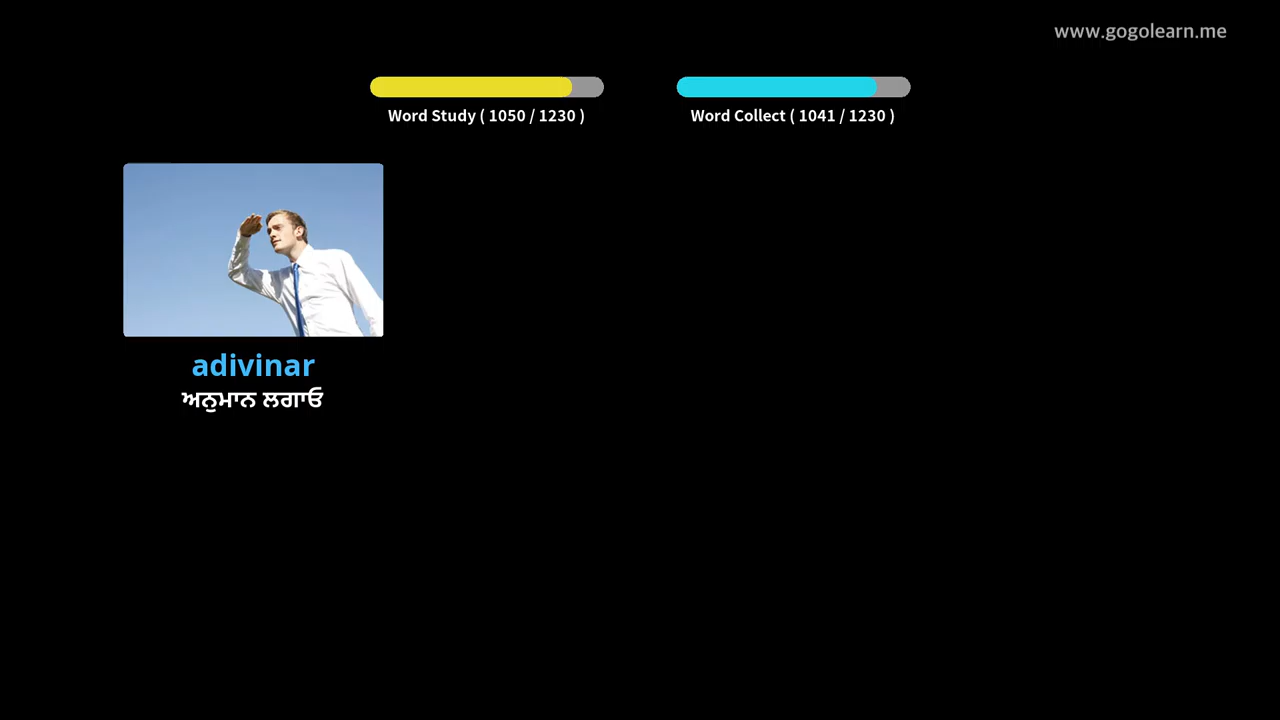 www.gogolearn.me
Word Study ( 1050 / 1230 )
Word Collect ( 1041 / 1230 )
adivinar
ਅਨੁਮਾਨ ਲਗਾਓ